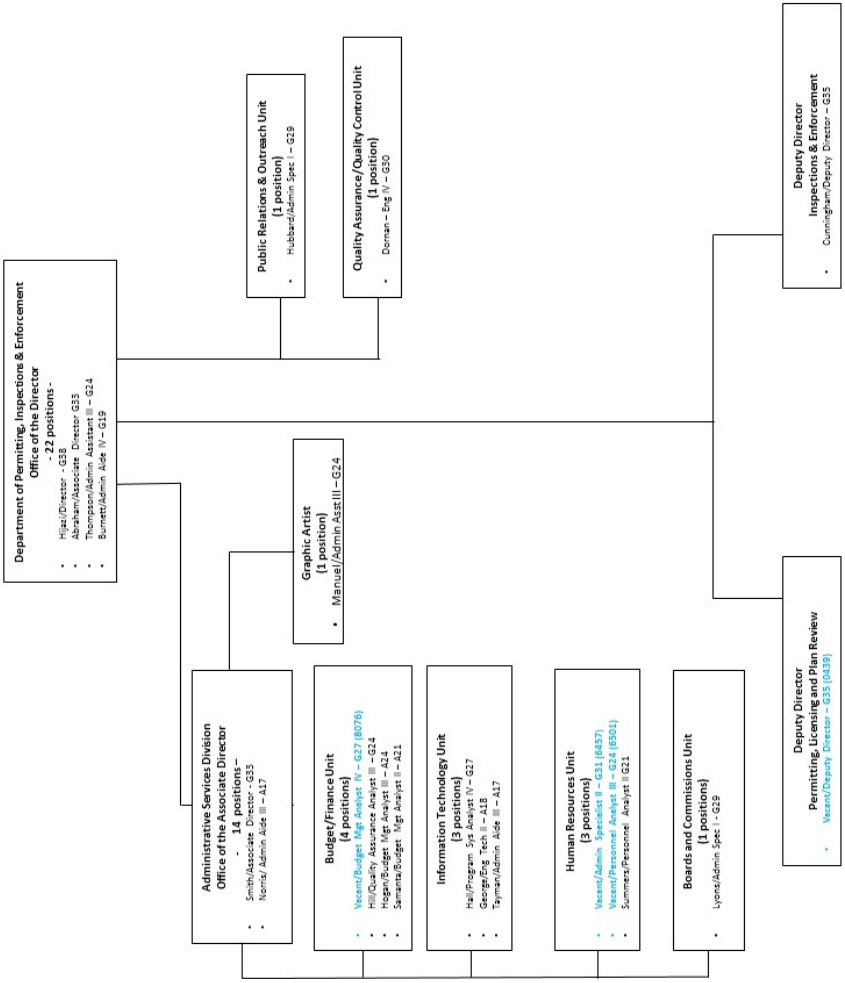 Department of Permitting, Inspections & Enforcement
Office of the Director
- 22 positions -
• Hijazi/Director - G38
• Abraham/Associate Director G33
• Thompson/Admin Assistant III – G24
• Burnett/Admin Aide IV – G19
Public Relations & Outreach Unit
(1 position)
• Hubbard/Admin Spec I – G29
Quality Assurance/Quality Control Unit
(1 position)
• Dornan – Eng IV – G30
Administrative Services Division
Office of the Associate Director
- 14 positions –
• Smith/Associate Director - G33
• Norris/ Admin Aide III – A17
Graphic Artist
(1 position)
• Manuel/Admin Asst III – G24
Budget/Finance Unit
(4 positions)
• Vacant/Budget Mgt Analyst IV – G27 (8076)
• Hill/Quality Assurance Analyst III – G24
• Hogan/Budget Mgt Analyst III – A24
• Samanta/Budget Mgt Analyst II – A21
Information Technology Unit
(3 positions)
• Hall/Program Sys Analyst IV – G27
• George/Eng Tech II – A18
• Tayman/Admin Aide III – A17
Human Resources Unit
(3 positions)
• Vacant/Admin Specialist II – G31 (6457)
• Vacant/Personnel Analyst III – G24 (6501)
• Summers/Personnel Analyst II G21
Boards and Commissions Unit
(1 positions)
• Lyons/Admin Spec I - G29
Deputy Director
Permitting, Licensing and Plan Review
• Vacant/Deputy Director – G35 (0439)
Deputy Director
Inspections & Enforcement
• Cunningham/Deputy Director – G35